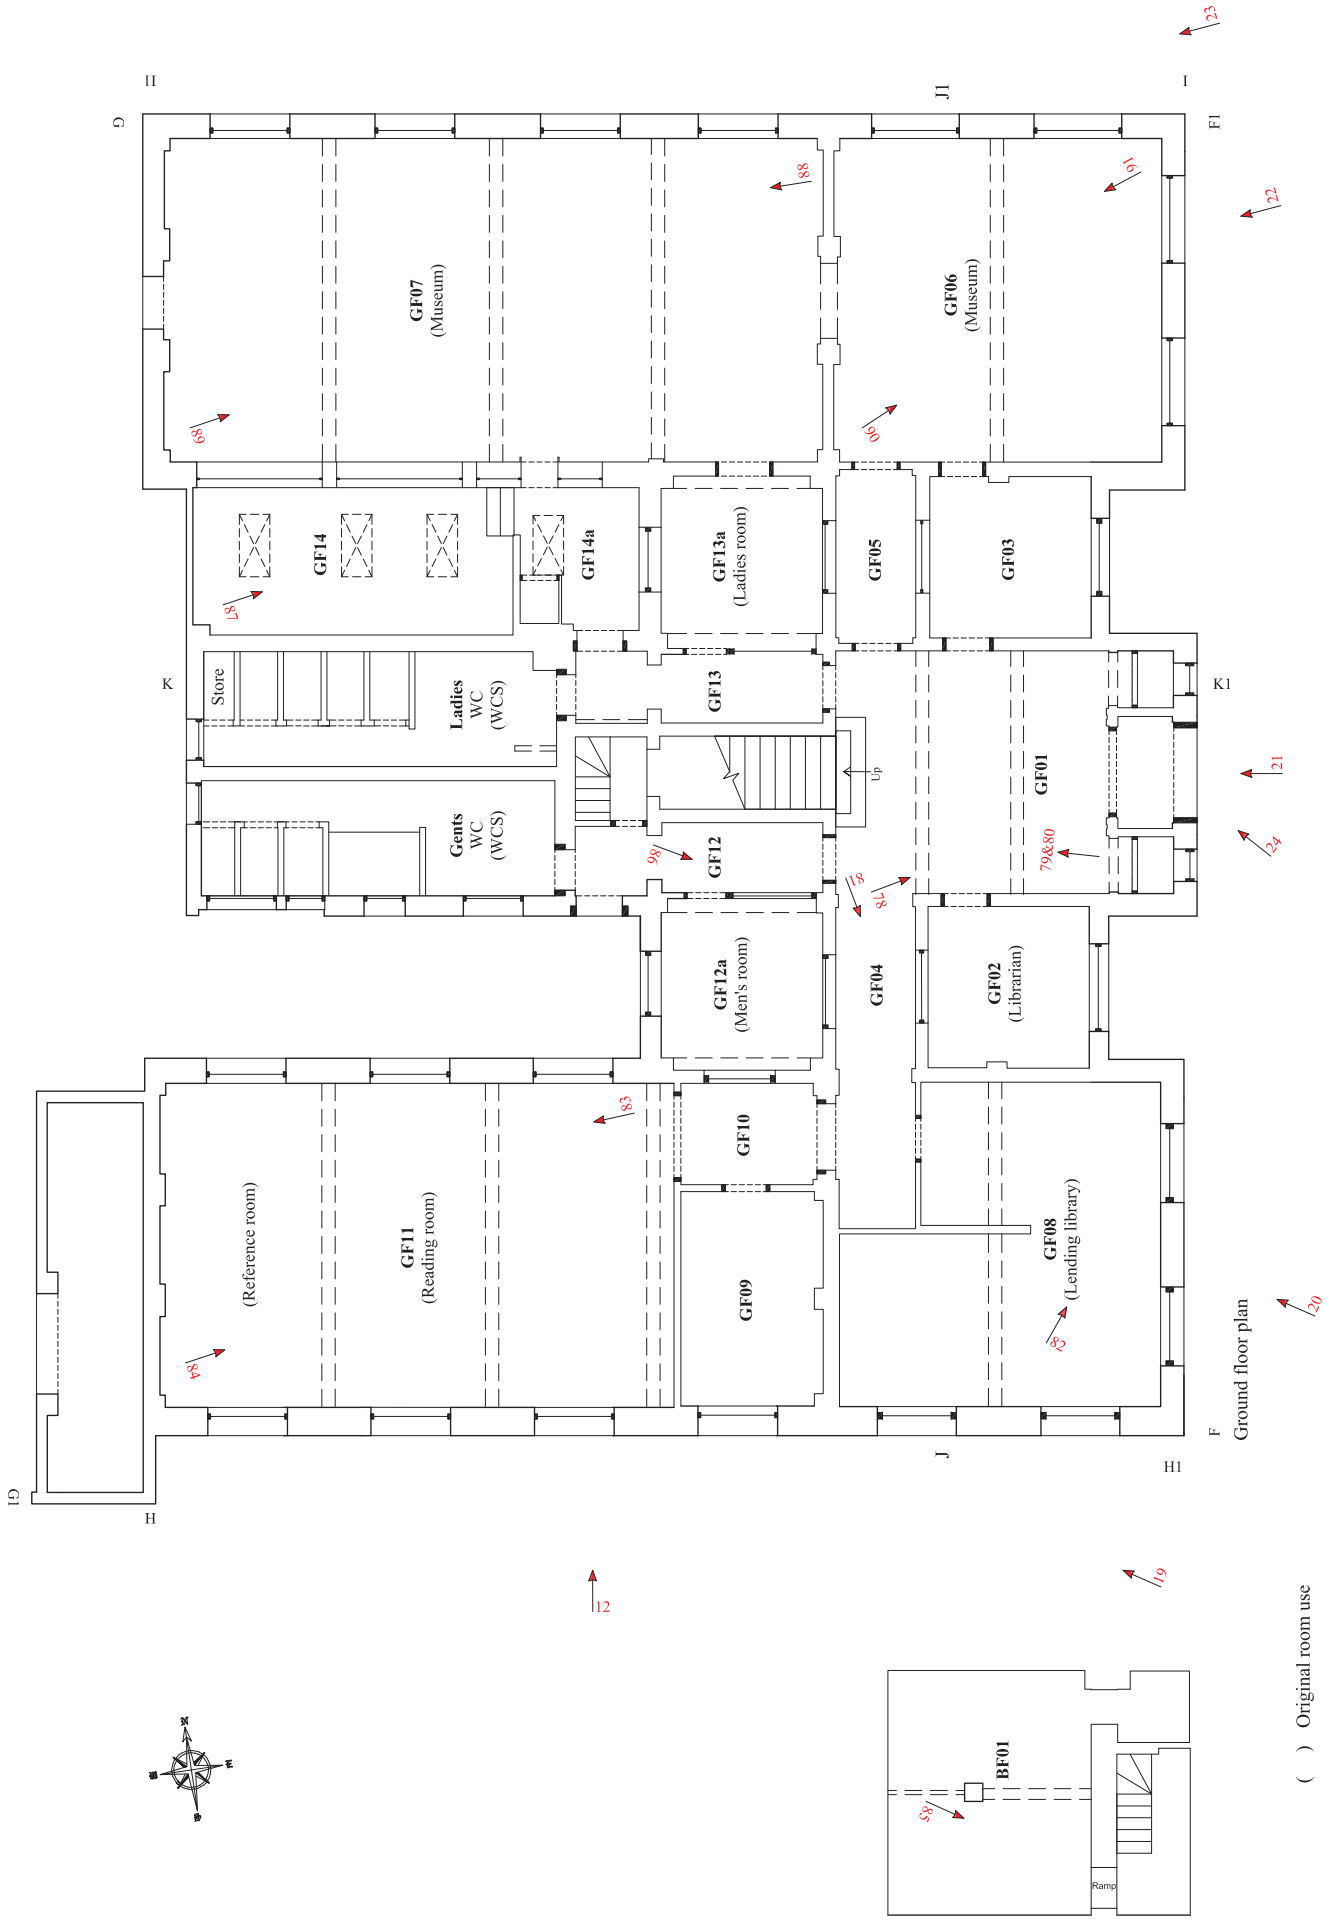 23
II
I
G
J1
F1
88
91
22
GF07
(Museum)
GF06
(Museum)
89
90
GF14
GF14a
GF13a
(Ladies room)
GF05
GF03
87
K
Store
Ladies
WC
(WCS)
GF13
K1
Up
GF01
21
Gents
WC
(WCS)
86
GF12
81
78
79&80
24
GF12a
(Men's room)
GF04
GF02
(Librarian)
83
GF10
(Reference room)
GF11
(Reading room)
GF09
GF08
(Lending library)
84
82
20
Ground floor plan
J
F
H1
G1
H
12
19
BF01
85
Ramp
( ) Original room use